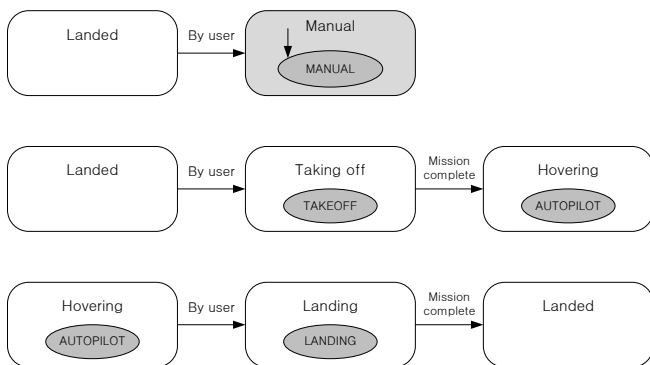 Landed
By user
Manual
MANUAL
Landed
By user
Taking off
TAKEOFF
Mission
complete
Hovering
AUTOPILOT
Hovering
AUTOPILOT
By user
Landing
LANDING
Mission
complete
Landed